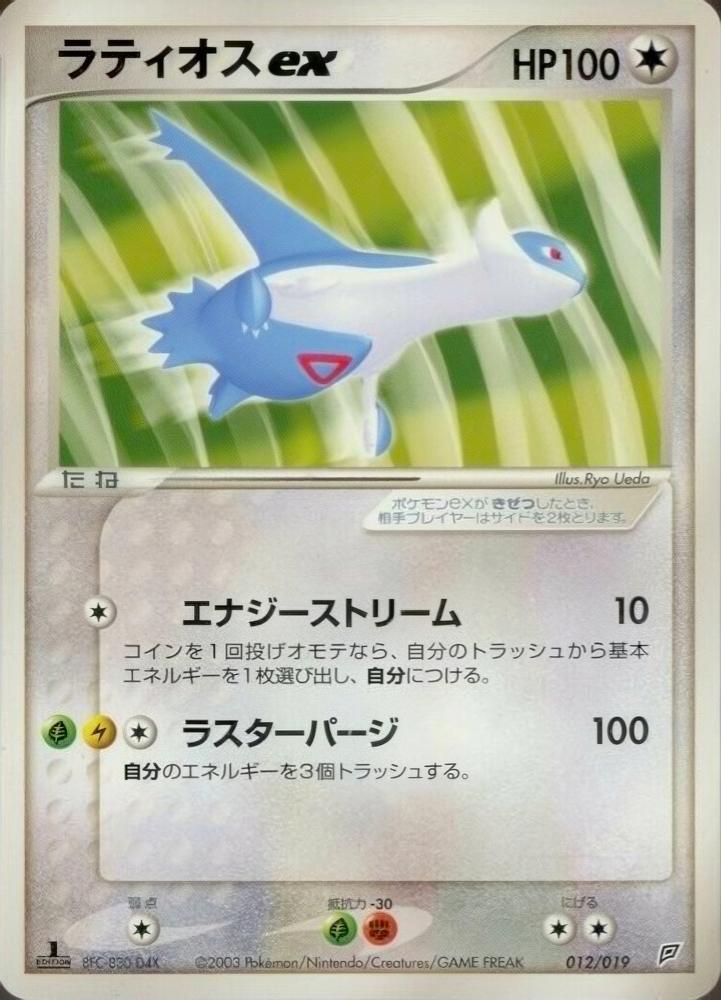 ラティオスex HP100
たね
Illus.Ryo Ueda
ポケモンexが きぜつしたとき、
相手プレイヤーはサイドを2枚とります。
エナジーストリーム 10
コインを1回投げオモテなら、自分のトラッシュから基本
エネルギーを1枚選び出し、自分につける。
ラスターパージ 100
自分のエネルギーを3個トラッシュする。
弱点 抵抗力 -30 にげる
1
EDITION
©2003 Pokémon/Nintendo/Creatures/GAME FREAK
012/019